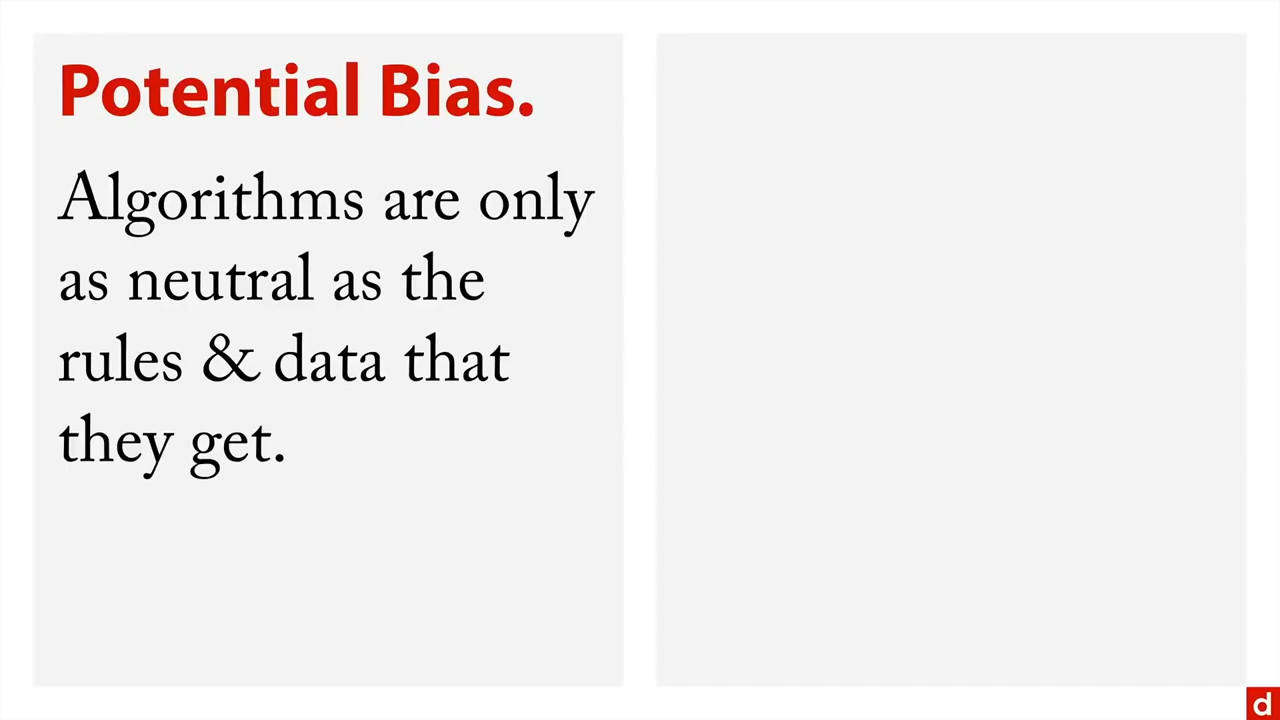 Potential Bias.
Algorithms are only
as neutral as the
rules & data that
they get.
d